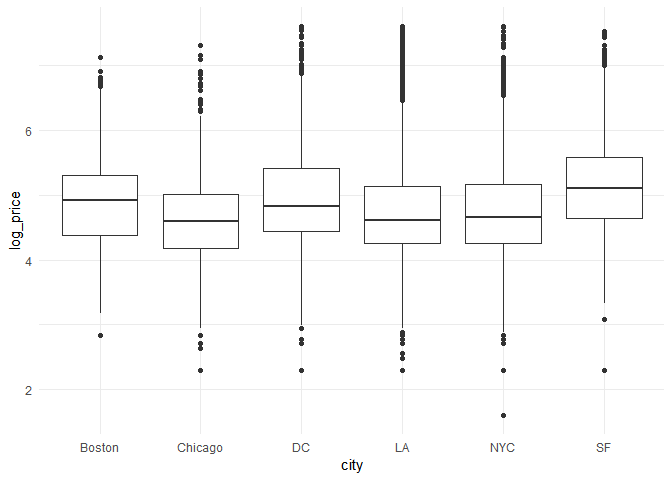 6
4
2
log_price
Boston Chicago DC LA NYC SF
city